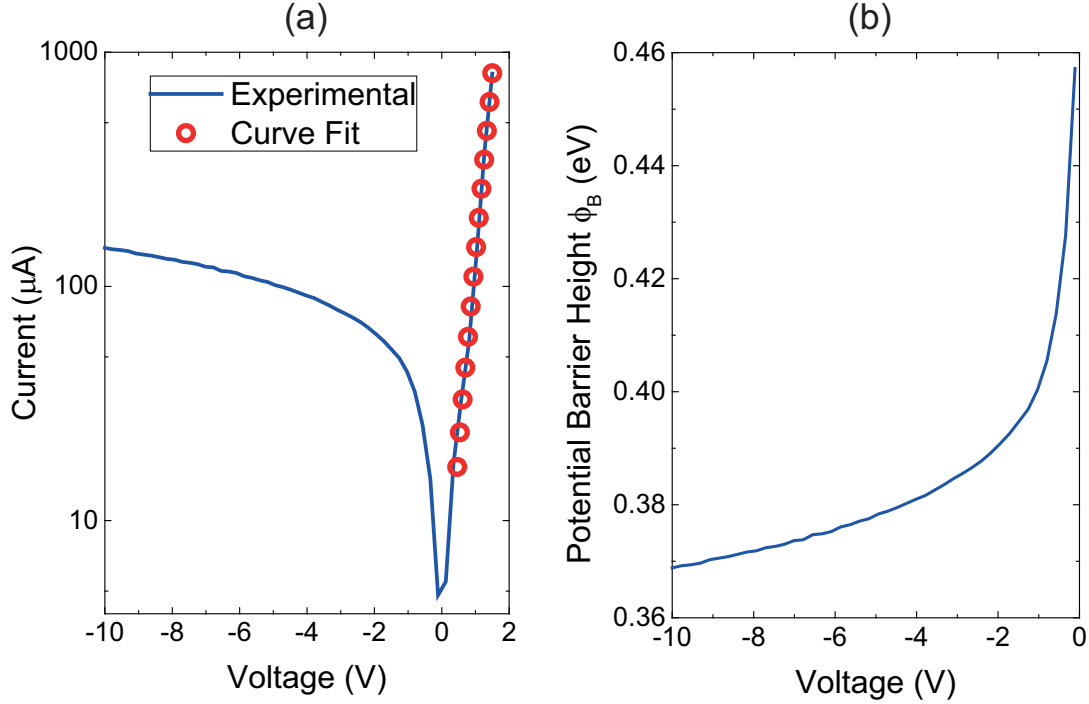 (a)
1000
100
10
Current (μA)
Experimental
Curve Fit
-10 -8 -6 -4 -2 0 2
Voltage (V)
(b)
0.46
0.44
0.42
0.40
0.38
0.36
Potential Barrier Height ϕB (eV)
-10 -8 -6 -4 -2 0
Voltage (V)